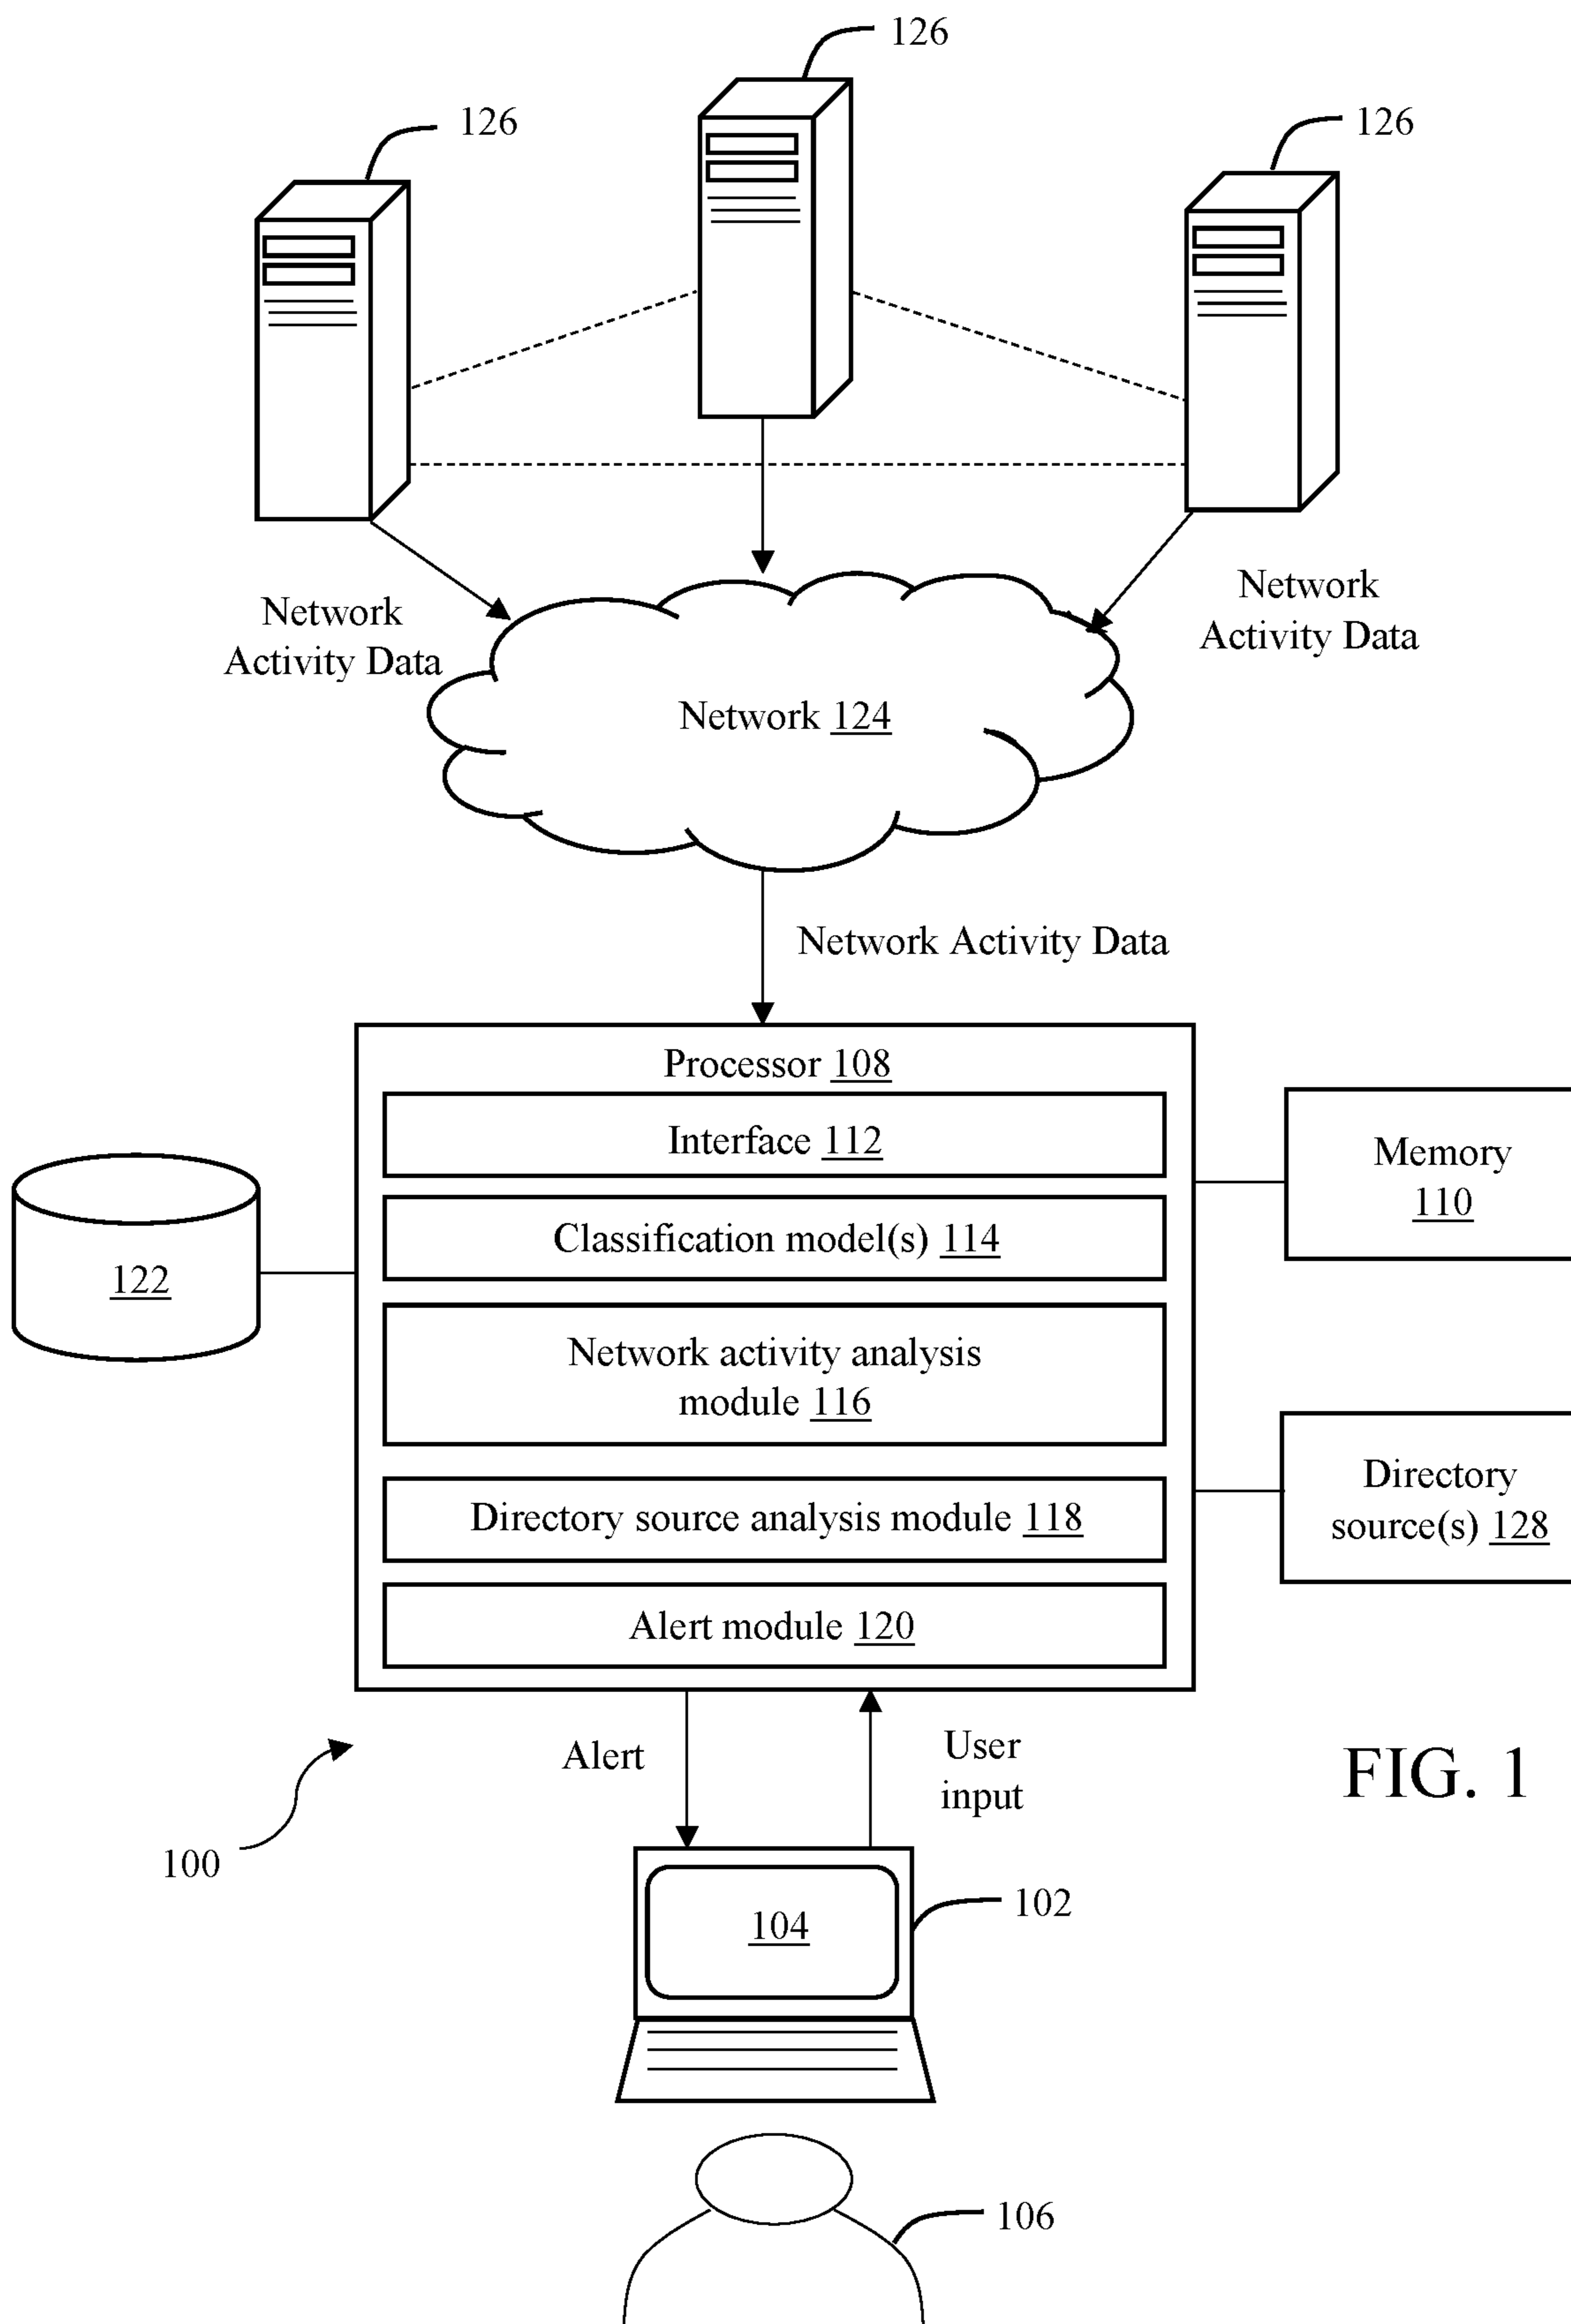 126
126
126
Network
Activity Data
Network
Activity Data
Network 124
Network Activity Data
Processor 108
Interface 112
Classification model(s) 114
Network activity analysis
module 116
Directory source analysis module 118
Alert module 120
122
Memory
110
Directory
source(s) 128
Alert
User
input
FIG. 1
100
104
102
106